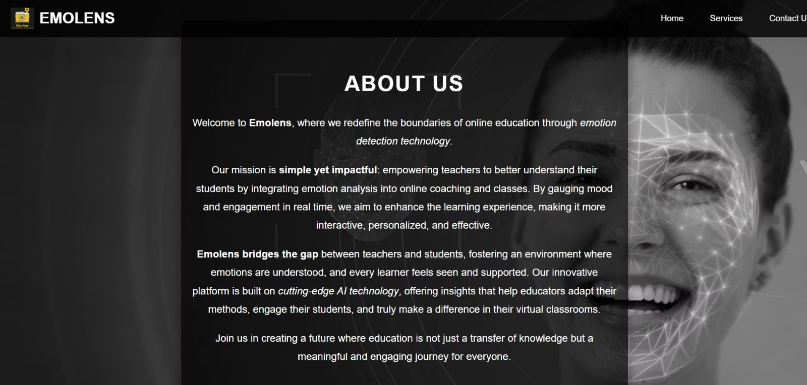 EMOLENS
Home Services Contact U
ABOUT US
Welcome to Emolens, where we redefine the boundaries of online education through emotion
detection technology.
Our mission is simple yet impactful: empowering teachers to better understand their
students by integrating emotion analysis into online coaching and classes. By gauging mood
and engagement in real time, we aim to enhance the learning experience, making it more
interactive, personalized, and effective.
Emolens bridges the gap between teachers and students, fostering an environment where
emotions are understood, and every learner feels seen and supported. Our innovative
platform is built on cutting-edge AI technology, offering insights that help educators adapt their
methods, engage their students, and truly make a difference in their virtual classrooms.
Join us in creating a future where education is not just a transfer of knowledge but a
meaningful and engaging journey for everyone.